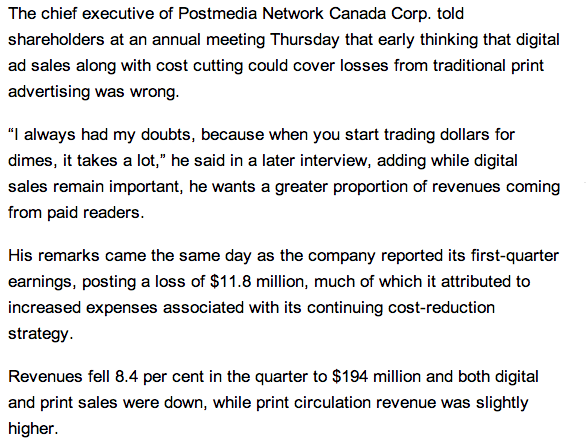 The chief executive of Postmedia Network Canada Corp. told
shareholders at an annual meeting Thursday that early thinking that digital
ad sales along with cost cutting could cover losses from traditional print
advertising was wrong.
“I always had my doubts, because when you start trading dollars for
dimes, it takes a lot,” he said in a later interview, adding while digital
sales remain important, he wants a greater proportion of revenues coming
from paid readers.
His remarks came the same day as the company reported its first-quarter
earnings, posting a loss of $11.8 million, much of which it attributed to
increased expenses associated with its continuing cost-reduction
strategy.
Revenues fell 8.4 per cent in the quarter to $194 million and both digital
and print sales were down, while print circulation revenue was slightly
higher.